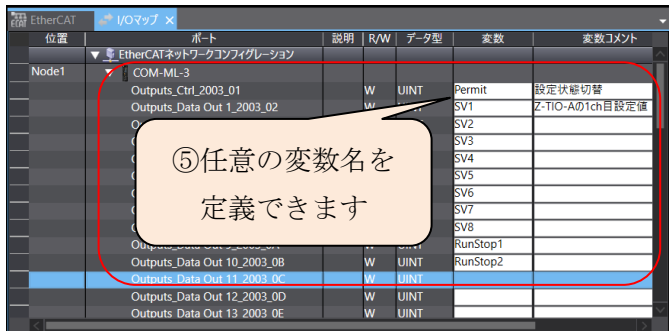 EtherCAT I/Oマップ ×
位置 ポート 説明 R/W データ型 変数 変数コメント
▼ EtherCATネットワークコンフィグレーション
Node1 ▼ COM-ML-3
Outputs_Ctrl_2003_01 W UINT Permit 設定状態切替
Outputs_Data Out 1_2003_02 W UINT SV1 Z-TIO-Aの1ch目設定値
SV2
SV3
SV4
SV5
SV6
SV7
SV8
Outputs_Data Out 9_2003_0A W UINT RunStop1
Outputs_Data Out 10_2003_0B W UINT RunStop2
Outputs_Data Out 11_2003_0C W UINT
Outputs_Data Out 12_2003_0D W UINT
Outputs_Data Out 13_2003_0E W UINT
⑤任意の変数名を
定義できます